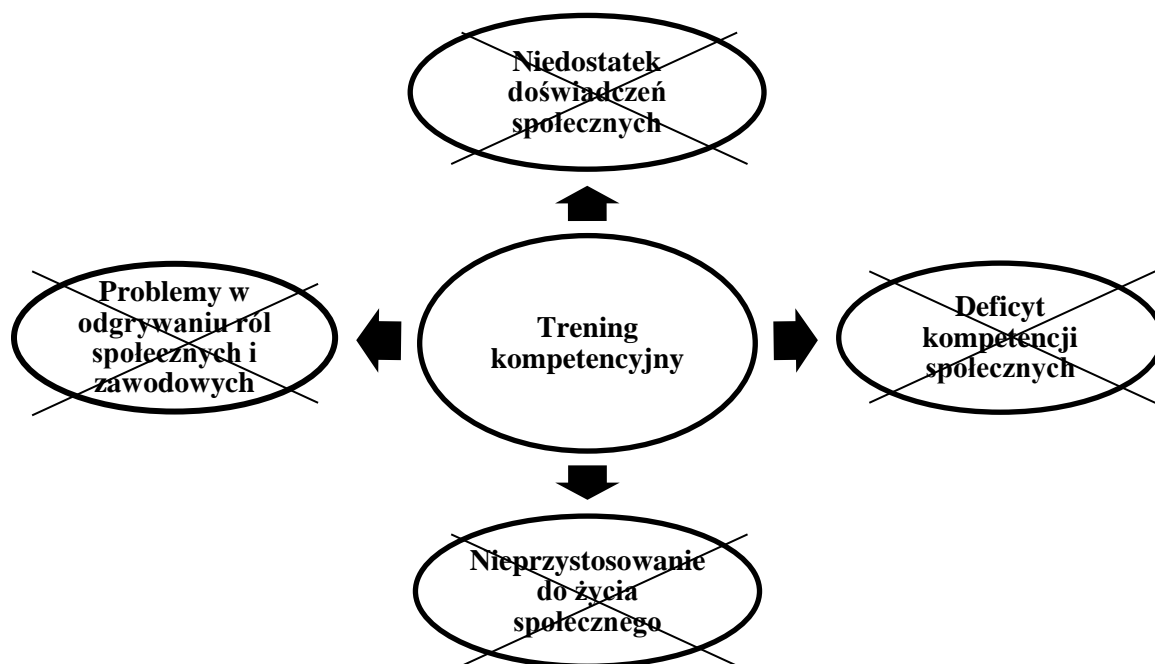 Niedostatek
doświadczeń
społecznych
Problemy w
odgrywaniu ról
społecznych i
zawodowych
Trening
kompetencyjny
Deficyt
kompetencji
społecznych
Nieprzystosowanie
do życia
społecznego